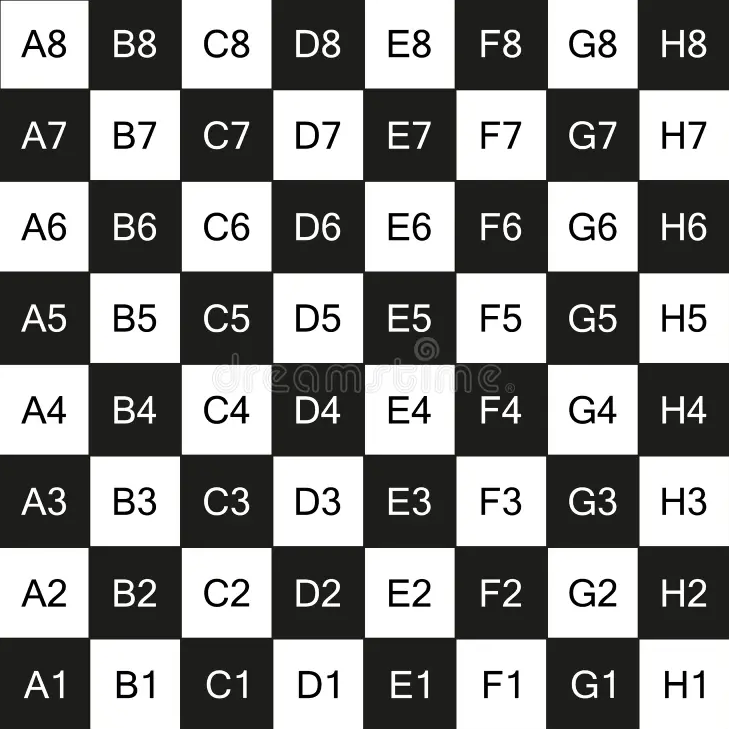 A8 B8 C8 D8 E8 F8 G8 H8
A7 B7 C7 D7 E7 F7 G7 H7
A6 B6 C6 D6 E6 F6 G6 H6
A5 B5 C5 D5 E5 F5 G5 H5
dreamstime.
A4 B4 C4 D4 E4 F4 G4 H4
A3 B3 C3 D3 E3 F3 G3 H3
A2 B2 C2 D2 E2 F2 G2 H2
A1 B1 C1 D1 E1 F1 G1 H1